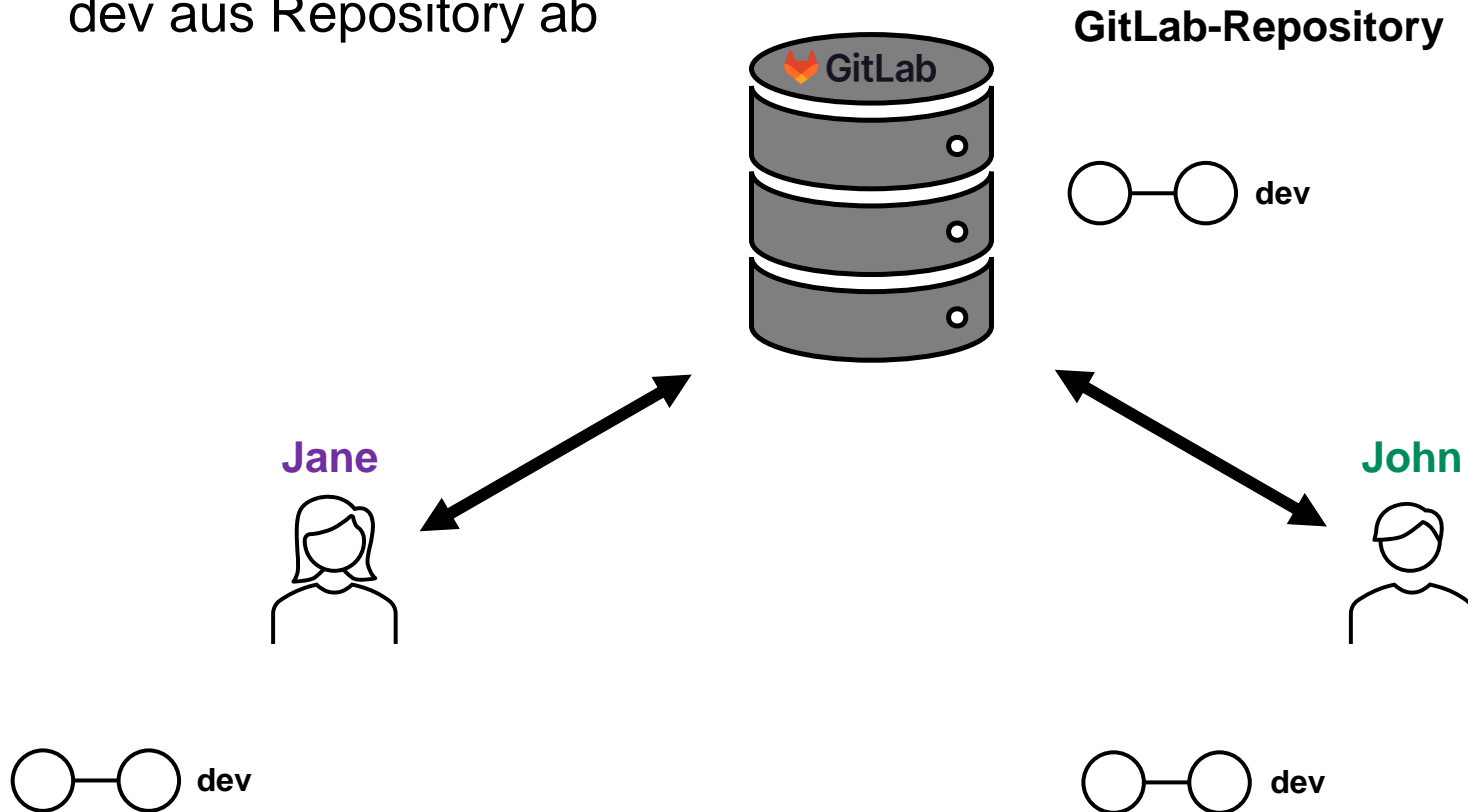 dev aus Repository ab
GitLab-Repository
GitLab
dev
Jane
John
dev
dev